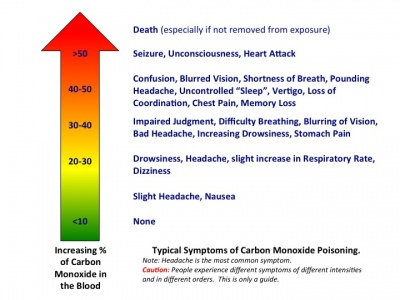 Death (especially if not removed from exposure)
>50
Seizure, Unconsciousness, Heart Attack
40-50
Confusion, Blurred Vision, Shortness of Breath, Pounding
Headache, Uncontrolled “Sleep”, Vertigo, Loss of
Coordination, Chest Pain, Memory Loss
30-40
Impaired Judgment, Difficulty Breathing, Blurring of Vision,
Bad Headache, Increasing Drowsiness, Stomach Pain
20-30
Drowsiness, Headache, slight increase in Respiratory Rate,
Dizziness
Slight Headache, Nausea
<10
None
Increasing %
of Carbon
Monoxide in
the Blood
Typical Symptoms of Carbon Monoxide Poisoning.
Note: Headache is the most common symptom.
Caution: People experience different symptoms of different intensities
and in different orders. This is only a guide.